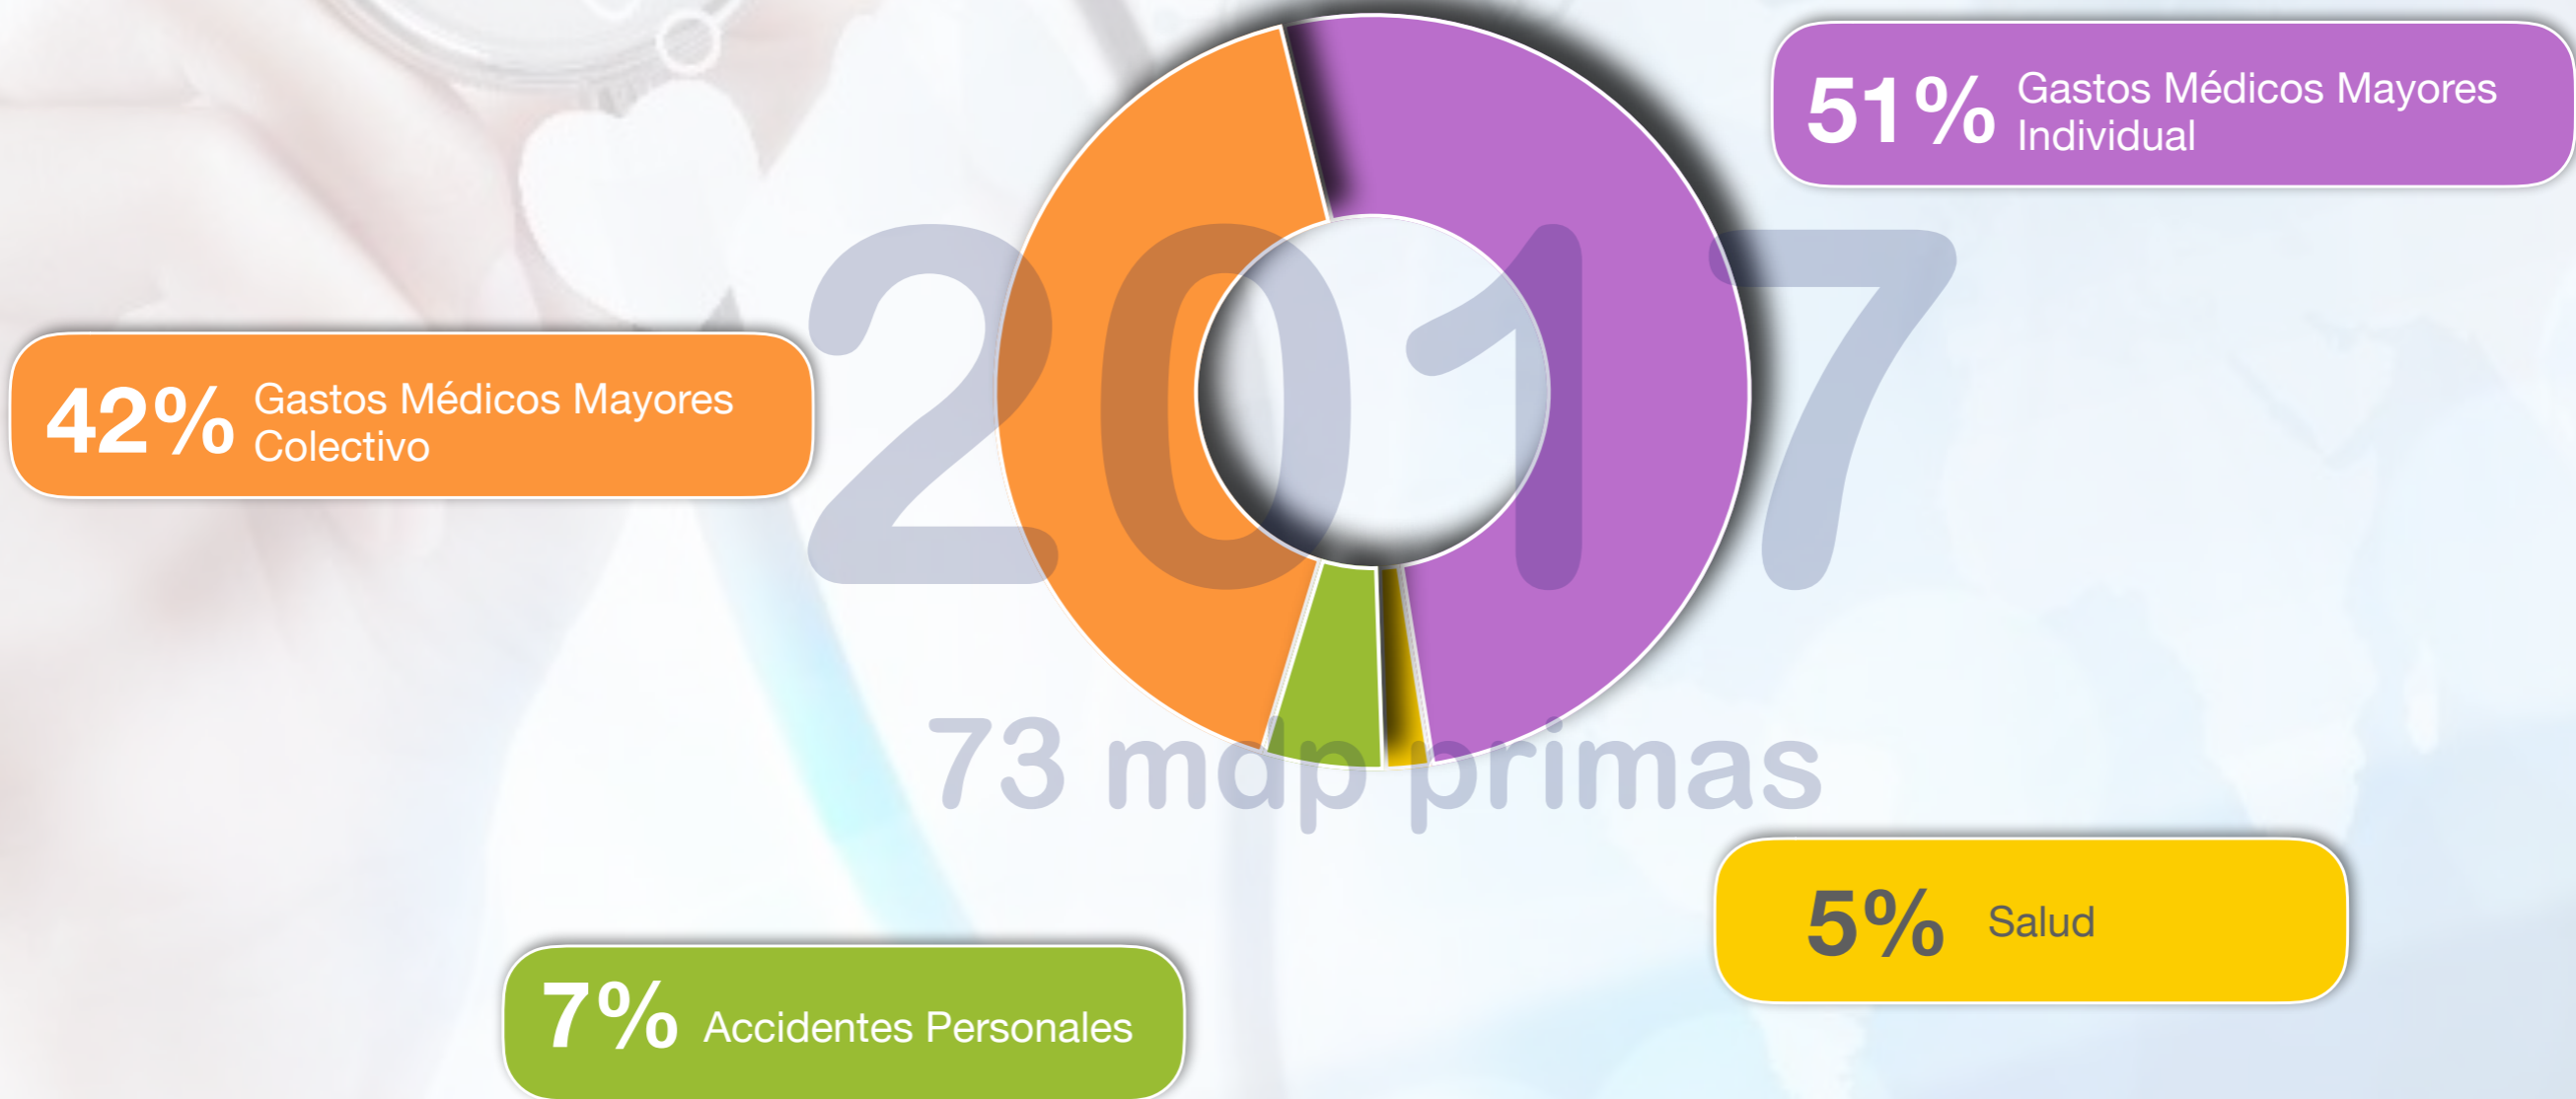 51% Gastos Médicos Mayores
Individual
2017
42% Gastos Médicos Mayores
Colectivo
73 mdp primas
5% Salud
7% Accidentes Personales